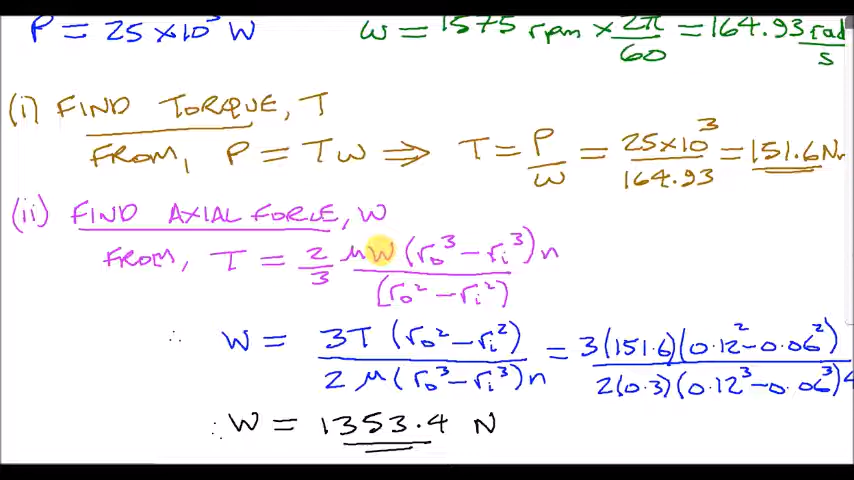 P = 25 ×10³ W ω = 1575 rpm × 2π/60 = 164.93 rad/s
(i) FIND TORQUE, T
FROM, P = Tω ⇒ T = P/ω = 25×10³/164.93 = 151.6 N
(ii) FIND AXIAL FORCE, W
FROM, T = 2/3 μW (r₀³ − rᵢ³)n/(r₀² − rᵢ²)
∴ W = 3T (r₀² − rᵢ²)/2 μ(r₀³ − rᵢ³)n = 3(151.6)(0.12² − 0.06²)/2(0.3)(0.12³ − 0.06³)4
∴ W = 1353.4 N